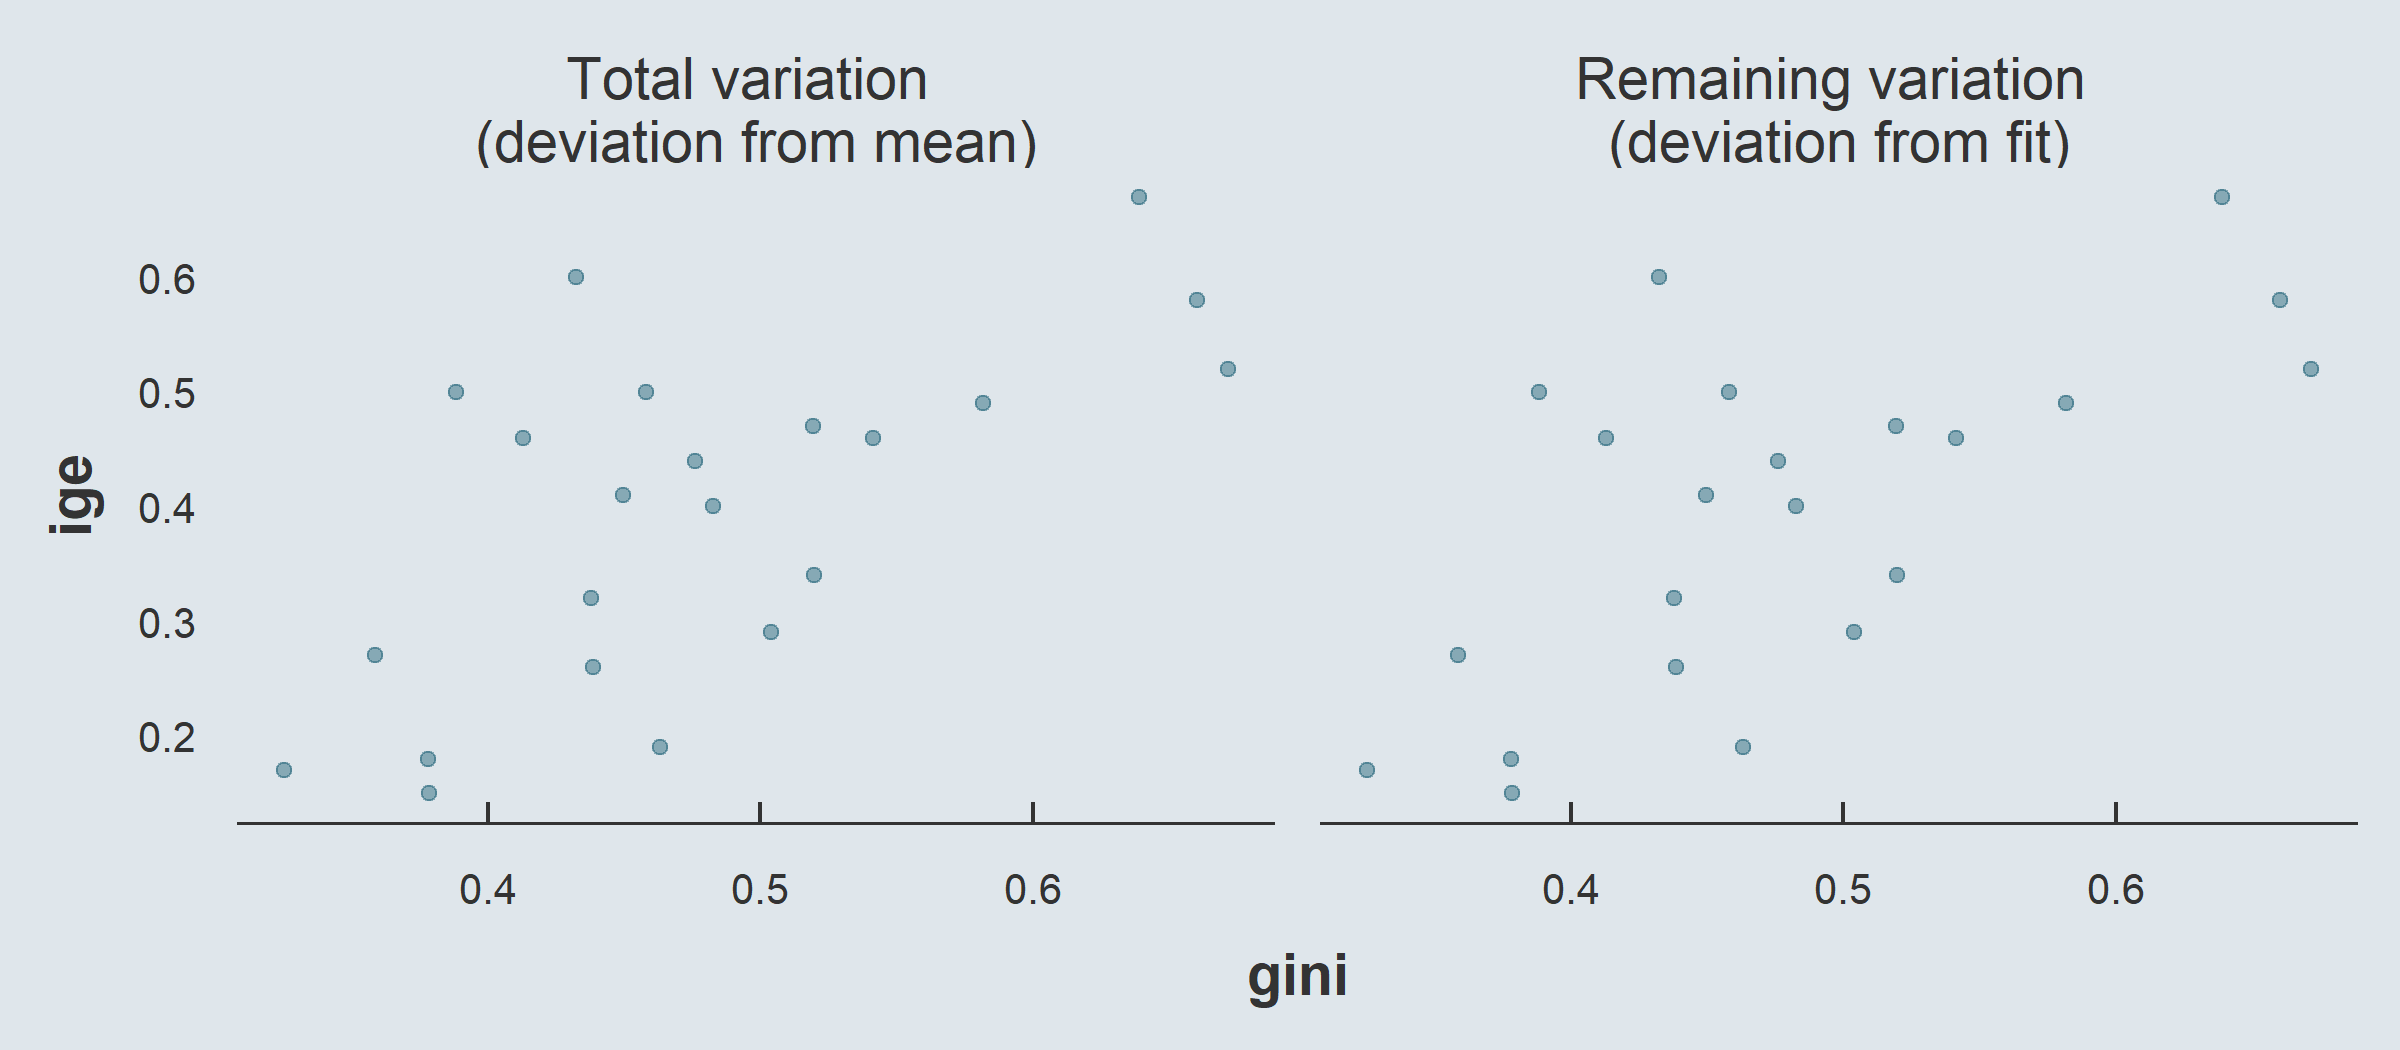 Total variation
(deviation from mean)
Remaining variation
(deviation from fit)
ige
0.6
0.5
0.4
0.3
0.2
0.4 0.5 0.6
0.4 0.5 0.6
gini